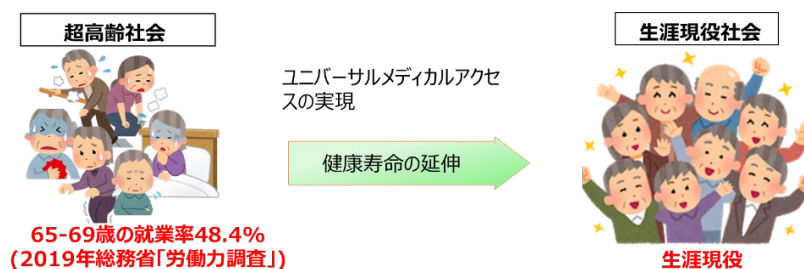 超高齢社会
生涯現役社会
ユニバーサルメディカルアクセ
スの実現
健康寿命の延伸
65-69歳の就業率48.4%
(2019年総務省「労働力調査」)
生涯現役